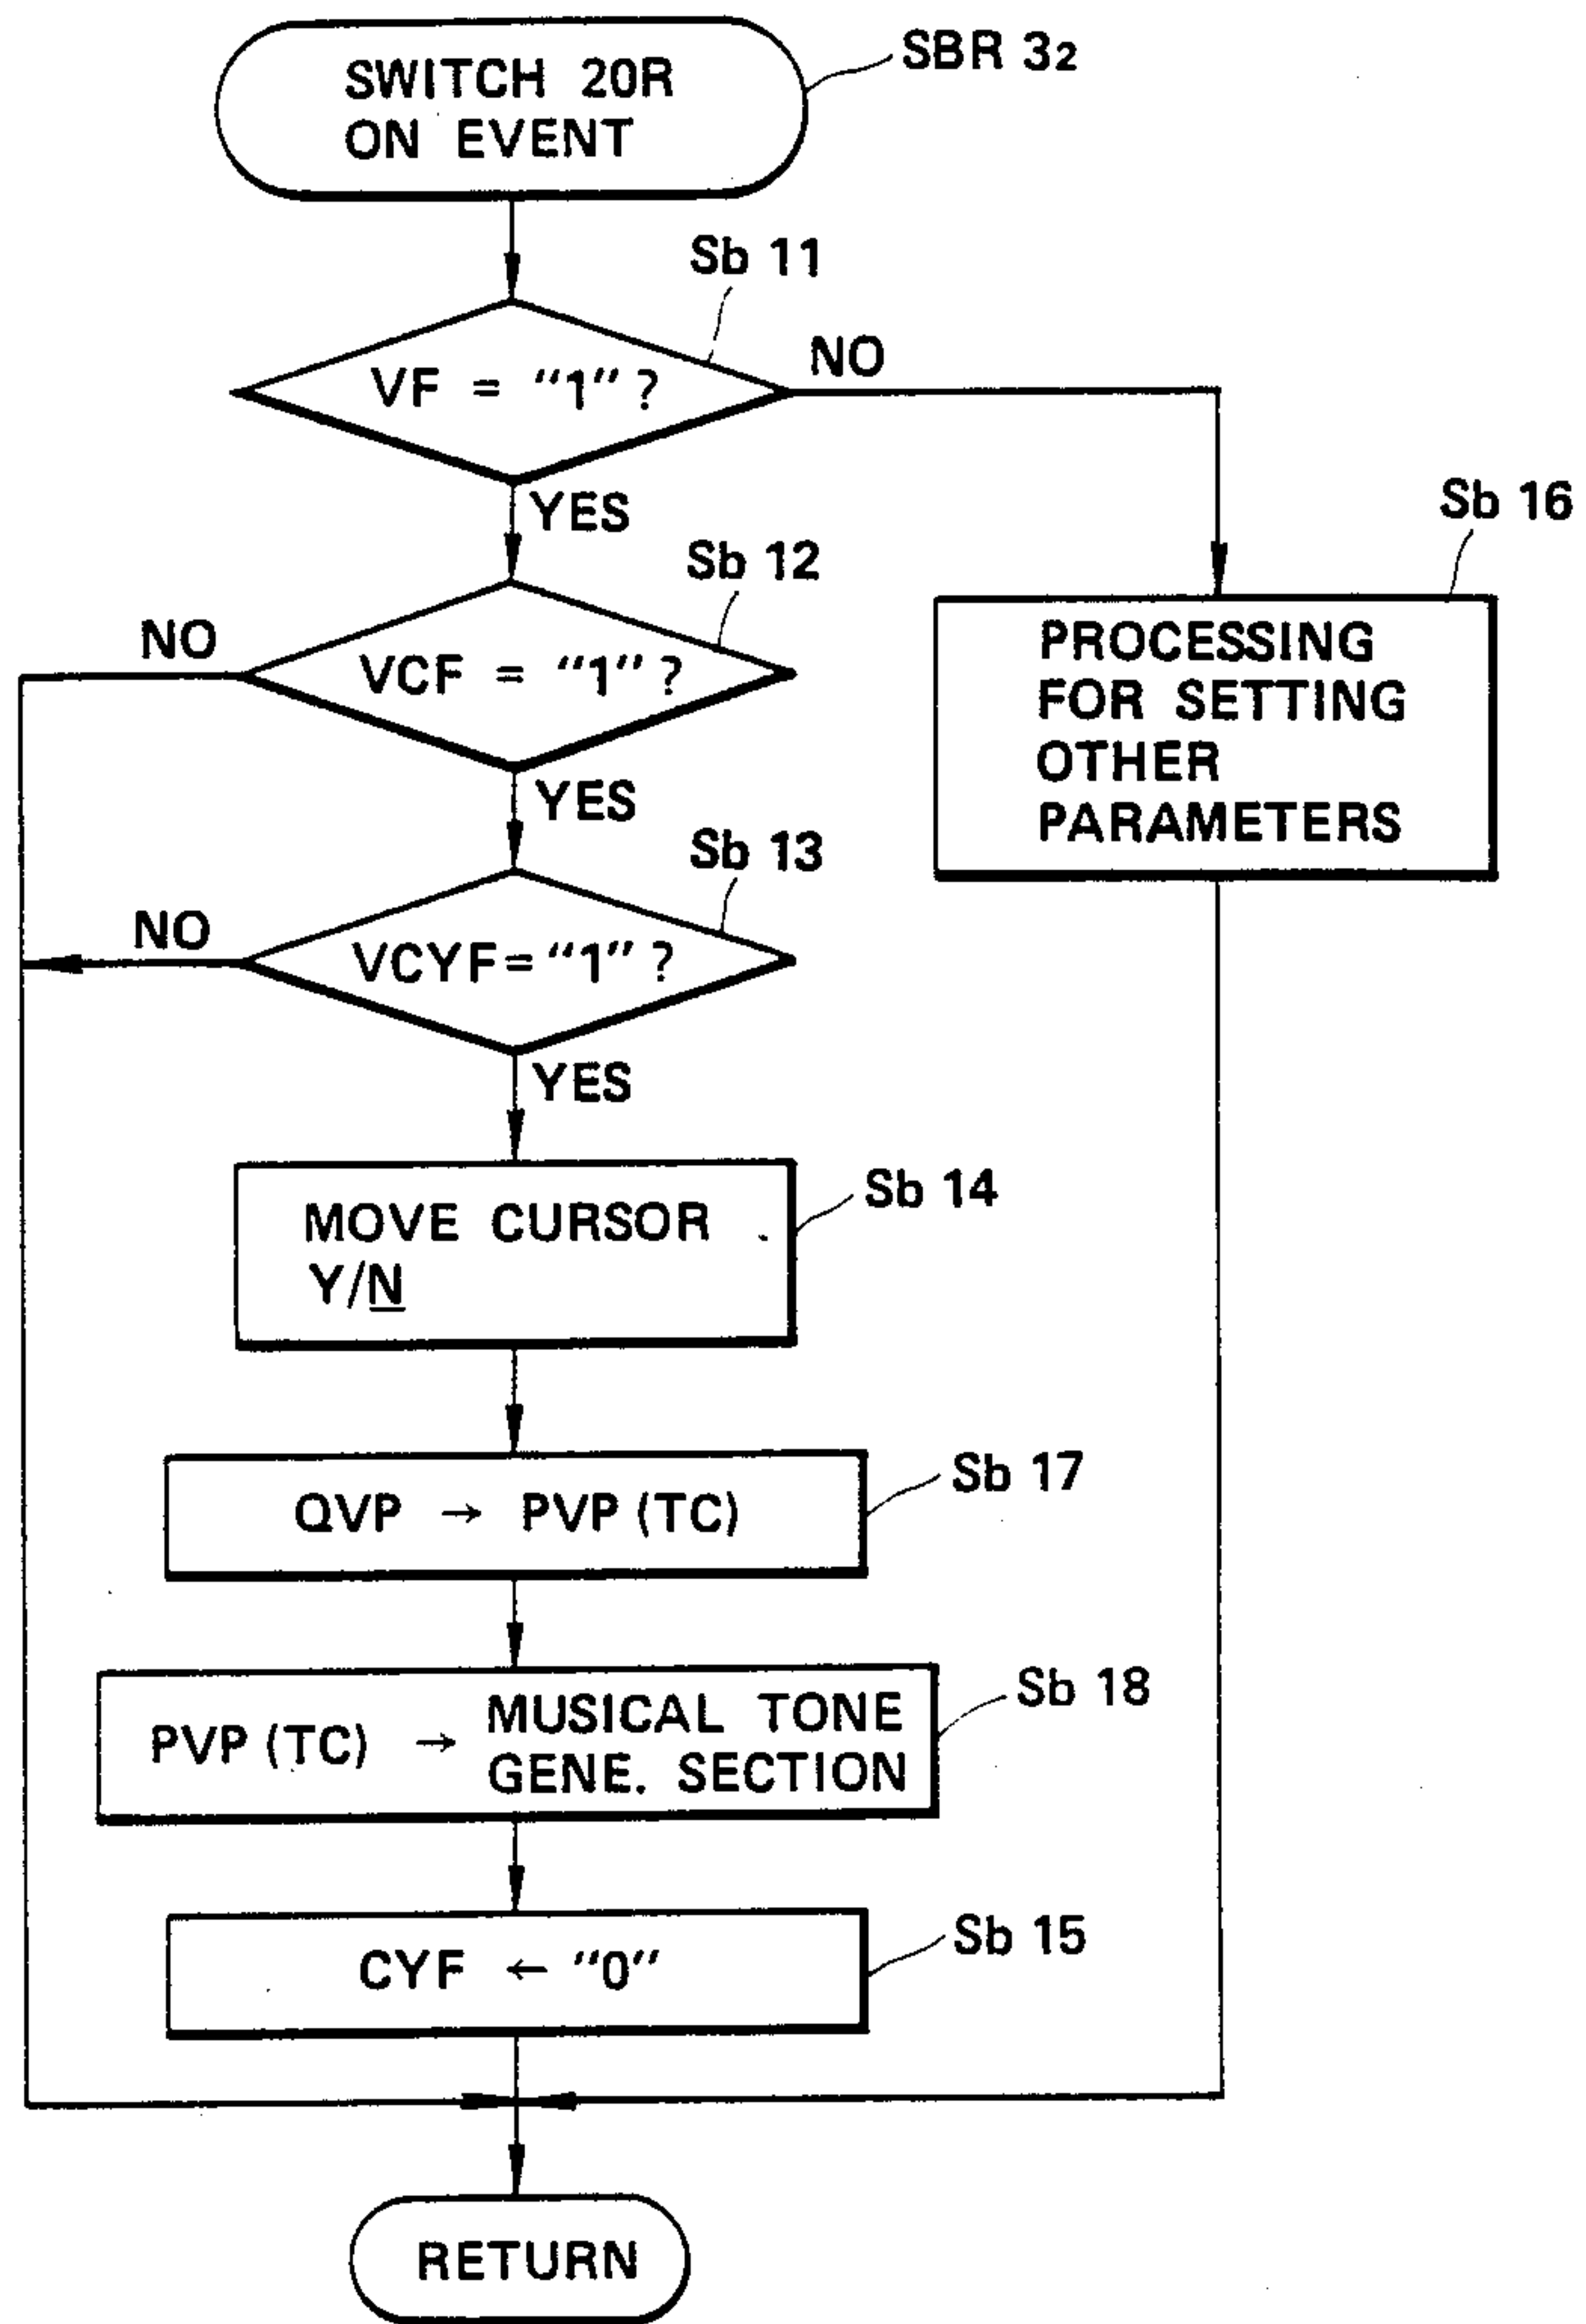 SWITCH 20R
ON EVENT
SBR 3₂
Sb 11
VF = "1"?
NO
YES
Sb 12
NO
VCF = "1"?
YES
Sb 16
PROCESSING
FOR SETTING
OTHER
PARAMETERS
Sb 13
NO
VCYF = "1"?
YES
Sb 14
MOVE CURSOR
Y/N
Sb 17
QVP → PVP (TC)
Sb 18
PVP (TC) → MUSICAL TONE
GENE. SECTION
Sb 15
CYF ← "0"
RETURN